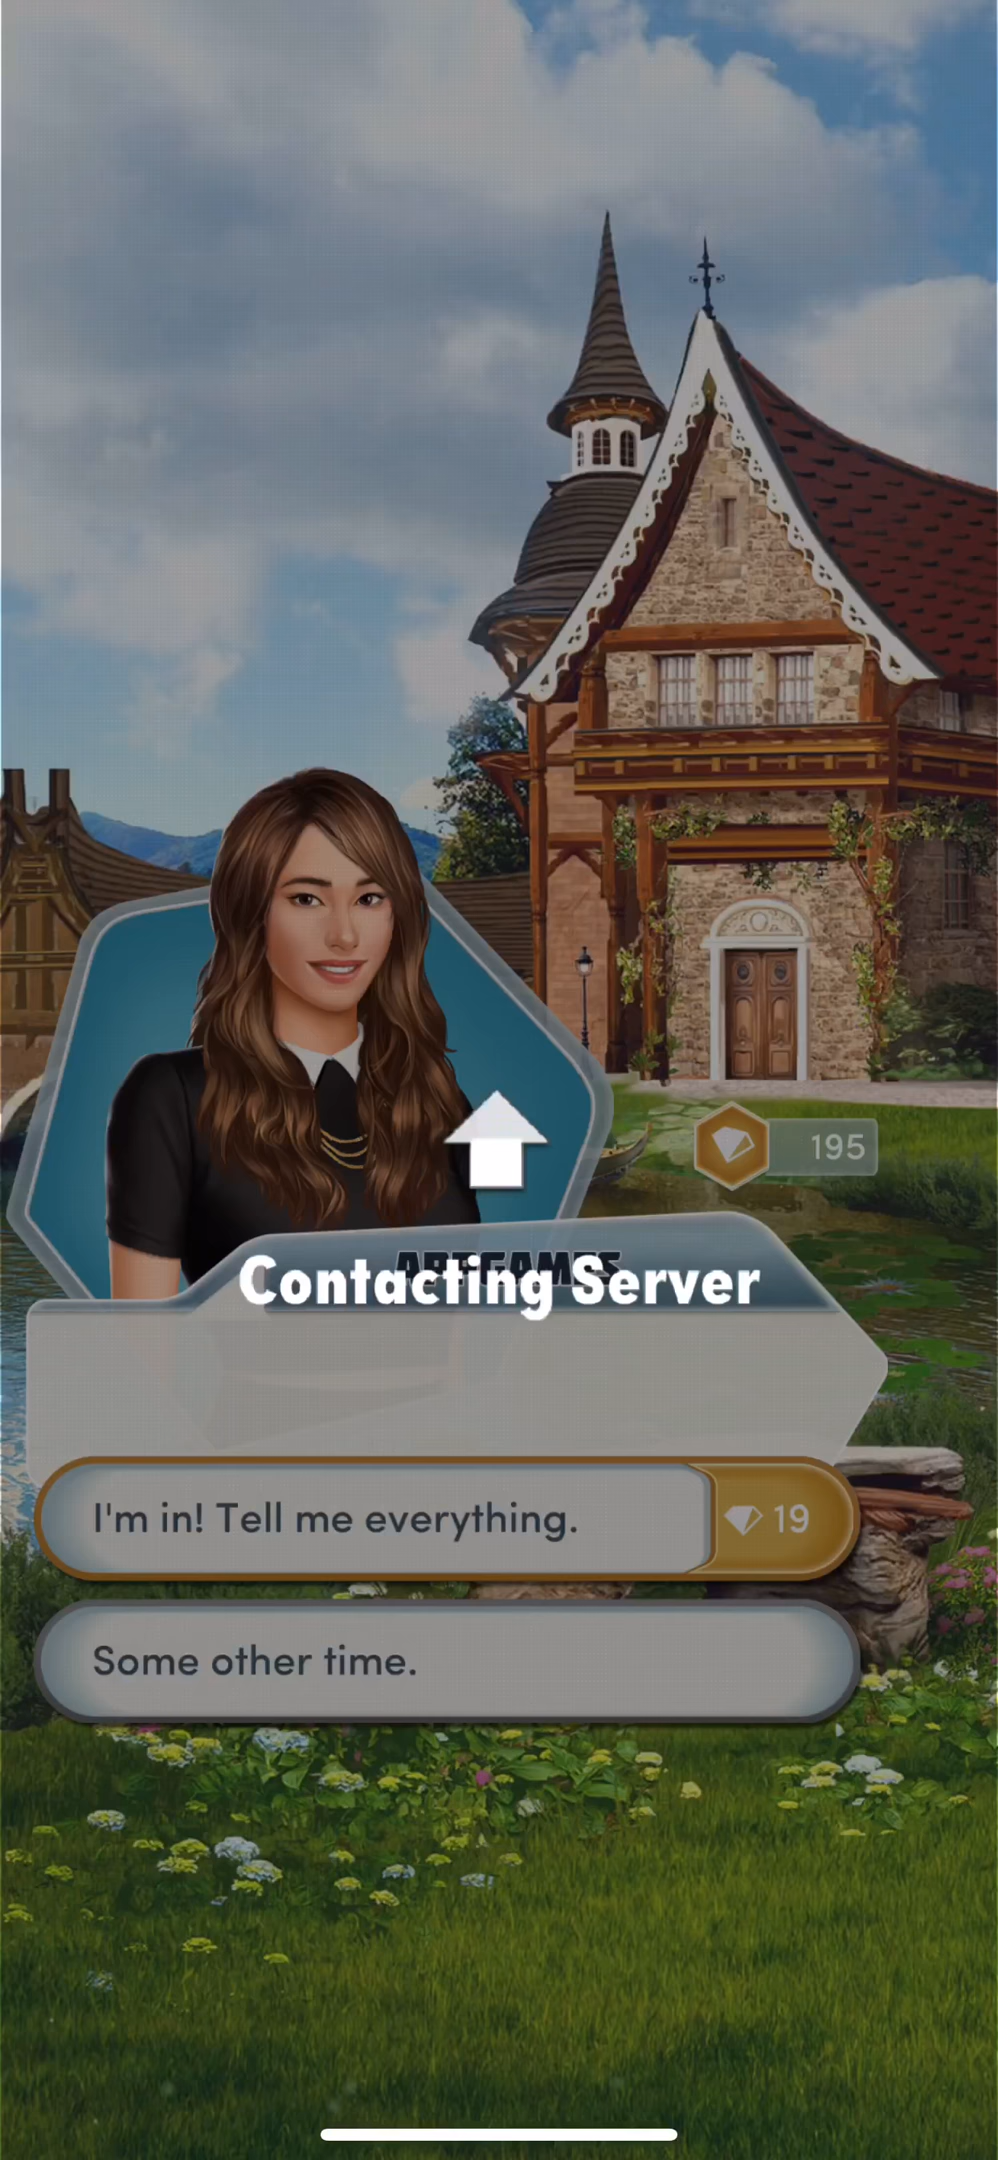 195
Contacting Server
I'm in! Tell me everything.
19
Some other time.